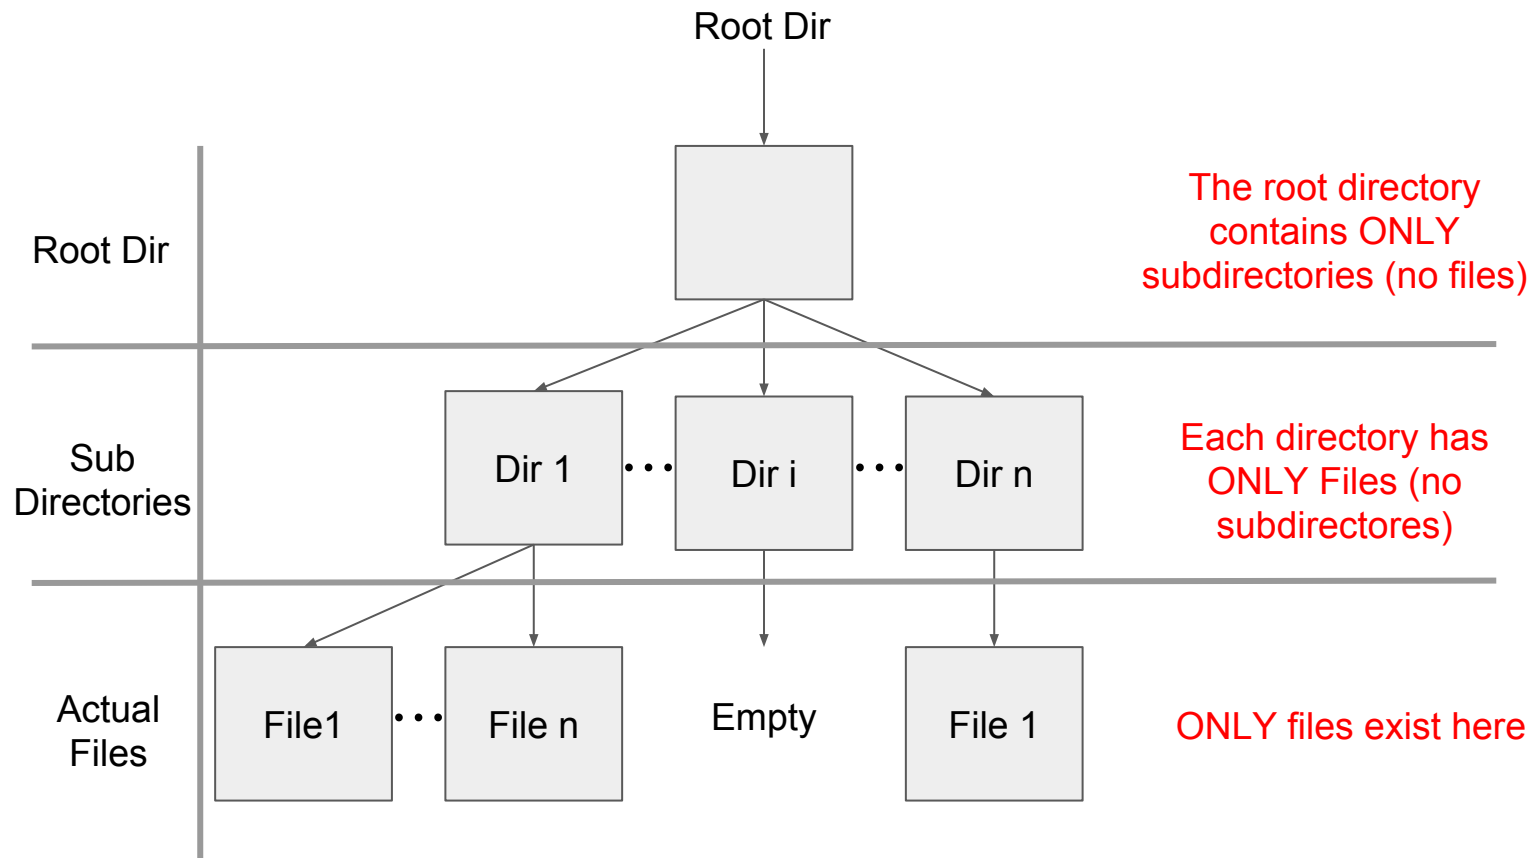 Root Dir
Root Dir
The root directory
contains ONLY
subdirectories (no files)
Sub
Directories
Dir 1
Dir i
Dir n
Each directory has
ONLY Files (no
subdirectores)
Actual
Files
File1
File n
Empty
File 1
ONLY files exist here